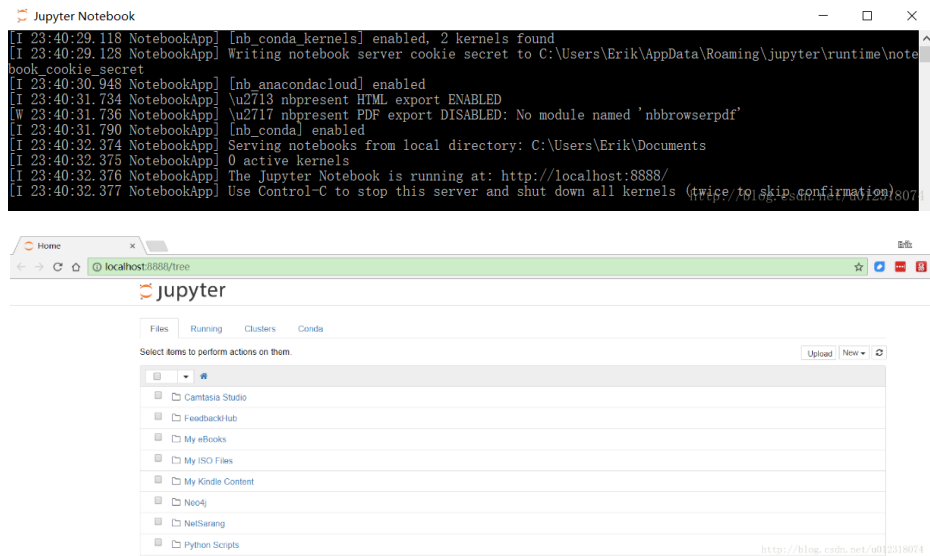 Jupyter Notebook
[I 23:40:29.118 NotebookApp] [nb_conda_kernels] enabled, 2 kernels found
[I 23:40:29.128 NotebookApp] Writing notebook server cookie secret to C:\Users\Erik\AppData\Roaming\jupyter\runtime\note
book_cookie_secret
[I 23:40:30.948 NotebookApp] [nb_anacondacloud] enabled
[I 23:40:31.734 NotebookApp] \u2713 nbpresent HTML export ENABLED
[W 23:40:31.736 NotebookApp] \u2717 nbpresent PDF export DISABLED: No module named 'nbbrowserpdf'
[I 23:40:31.790 NotebookApp] [nb_conda] enabled
[I 23:40:32.374 NotebookApp] Serving notebooks from local directory: C:\Users\Erik\Documents
[I 23:40:32.375 NotebookApp] 0 active kernels
[I 23:40:32.376 NotebookApp] The Jupyter Notebook is running at: http://localhost:8888/
[I 23:40:32.377 NotebookApp] Use Control-C to stop this server and shut down all kernels (twice to skip confirmation).
http://blog.csdn.net/u012318074
Home
localhost:8888/tree
jupyter
Files Running Clusters Conda
Select items to perform actions on them.
Upload New
Camtasia Studio
FeedbackHub
My eBooks
My ISO Files
My Kindle Content
Neo4j
NetSarang
Python Scripts
http://blog.csdn.net/u012318074